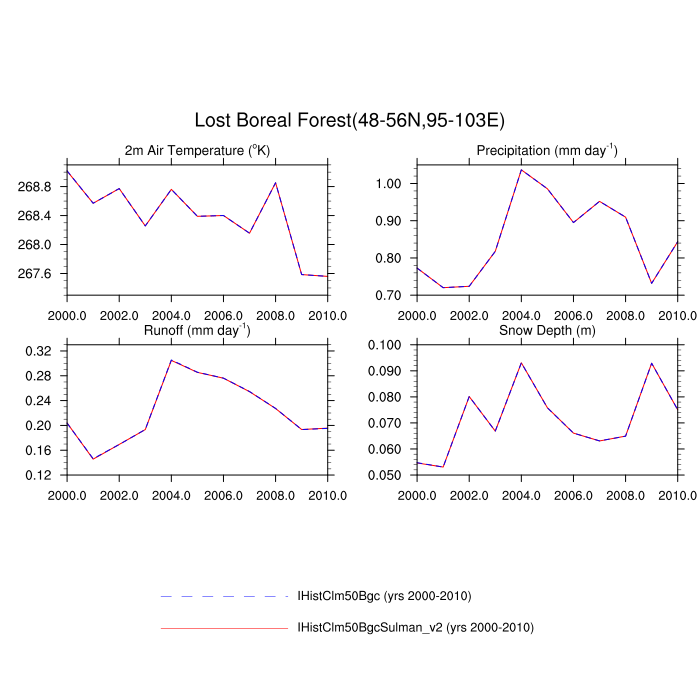 Lost Boreal Forest(48-56N,95-103E)
2m Air Temperature (°K)
268.8
268.4
268.0
267.6
2000.0 2002.0 2004.0 2006.0 2008.0 2010.0
Precipitation (mm day⁻¹)
1.00
0.90
0.80
0.70
2000.0 2002.0 2004.0 2006.0 2008.0 2010.0
Runoff (mm day⁻¹)
0.32
0.28
0.24
0.20
0.16
0.12
2000.0 2002.0 2004.0 2006.0 2008.0 2010.0
Snow Depth (m)
0.100
0.090
0.080
0.070
0.060
0.050
2000.0 2002.0 2004.0 2006.0 2008.0 2010.0
IHistClm50Bgc (yrs 2000-2010)
IHistClm50BgcSulman_v2 (yrs 2000-2010)